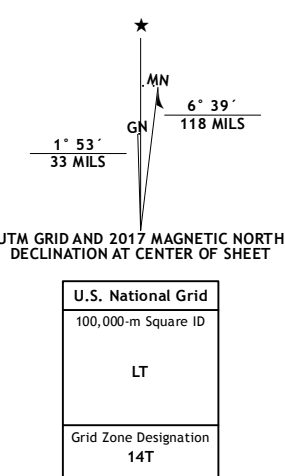 ★
MN
6° 39´
118 MILS
GN
1° 53´
33 MILS
UTM GRID AND 2017 MAGNETIC NORTH
DECLINATION AT CENTER OF SHEET
U.S. National Grid
100,000-m Square ID
LT
Grid Zone Designation
14T